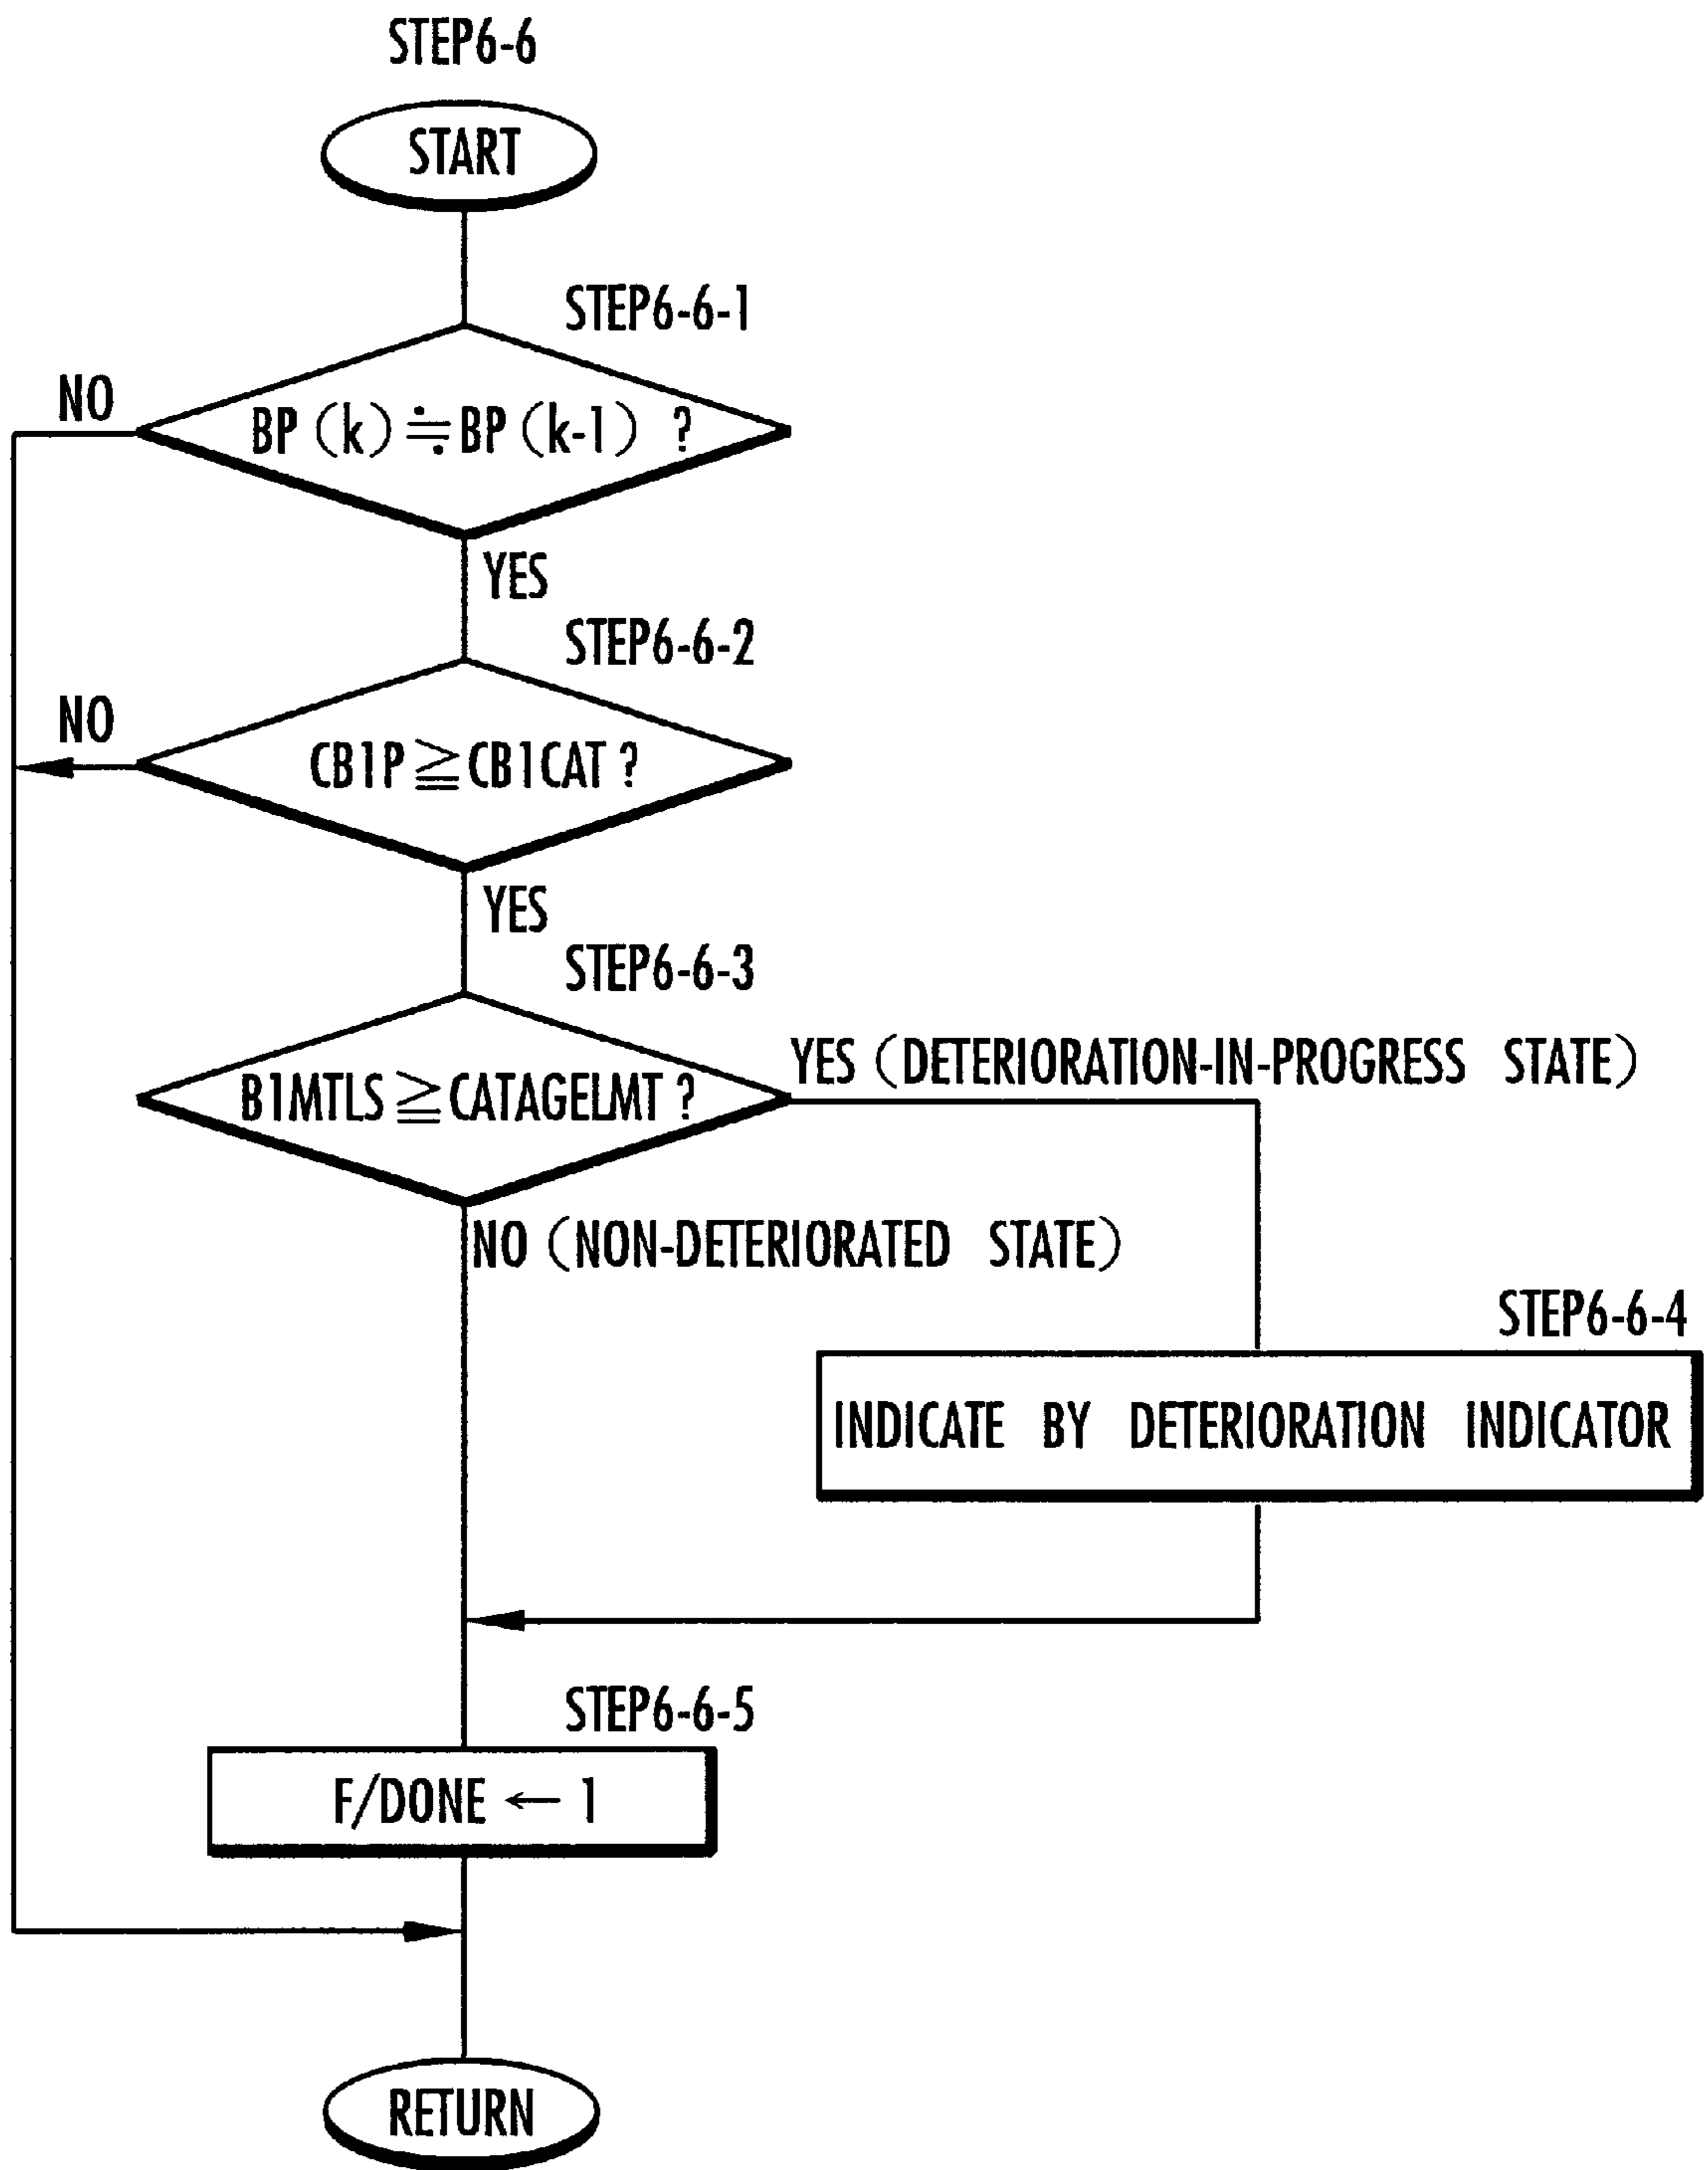 STEP6-6
START
STEP6-6-1
NO
BP (k) ≒ BP (k-1) ?
YES
STEP6-6-2
NO
CB1P ≧ CB1CAT ?
YES
STEP6-6-3
YES (DETERIORATION-IN-PROGRESS STATE)
B1MTLS ≧ CATAGELMT ?
NO (NON-DETERIORATED STATE)
STEP6-6-4
INDICATE BY DETERIORATION INDICATOR
STEP6-6-5
F/DONE ← 1
RETURN